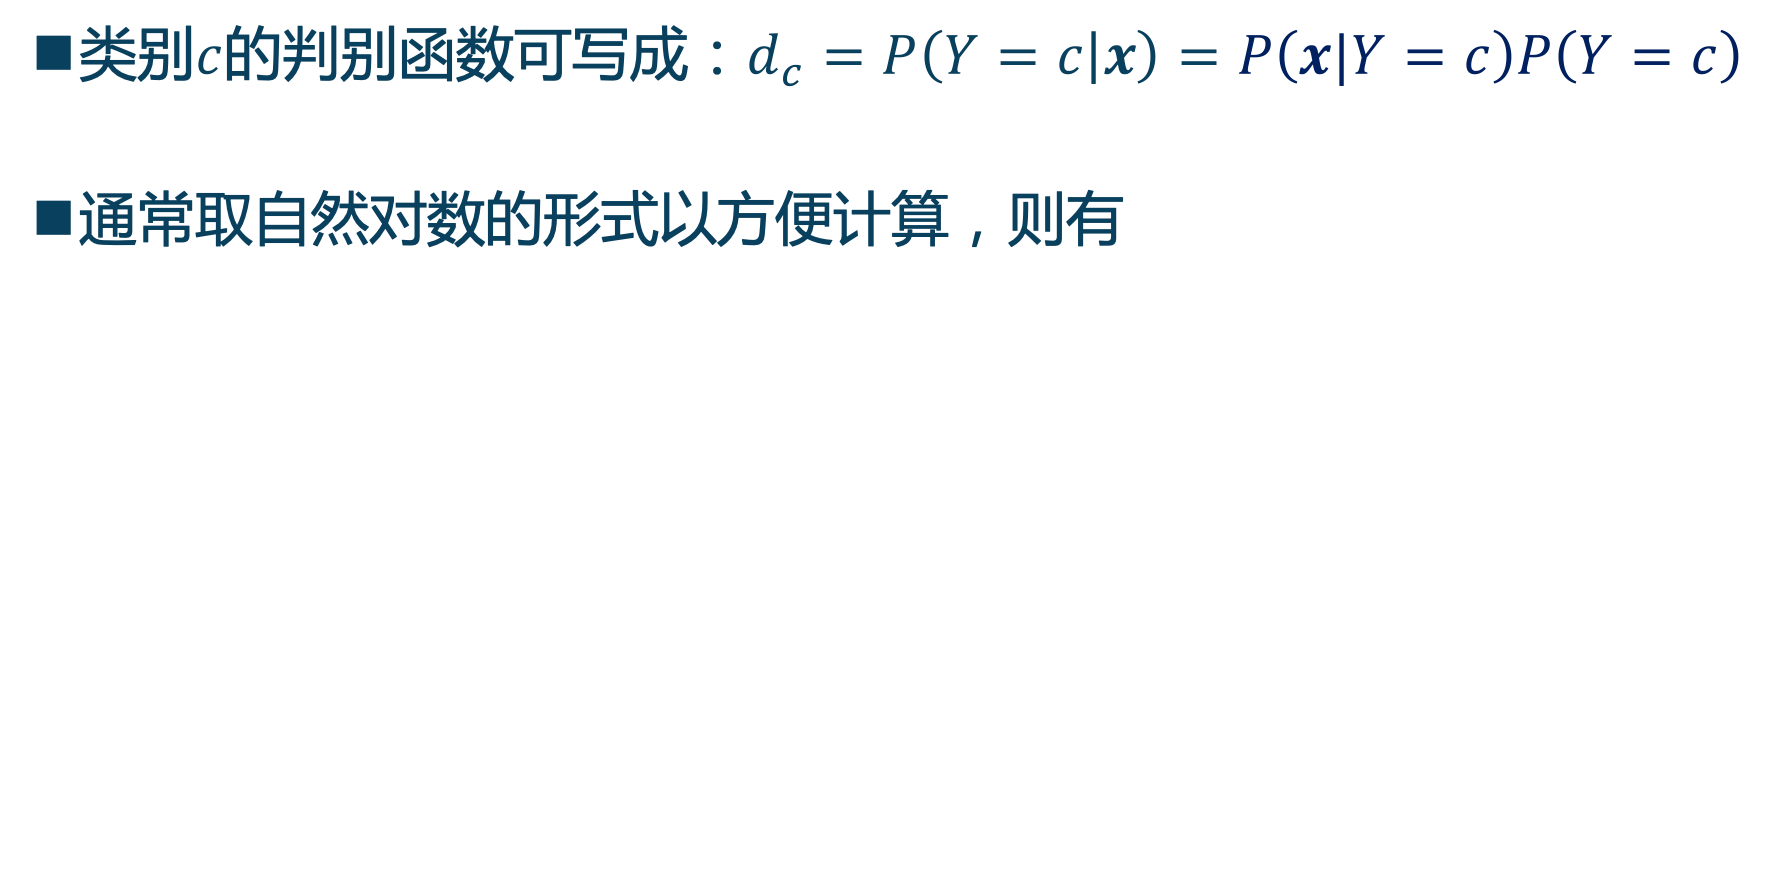 ■类别c的判别函数可写成：d_c = P(Y = c|x) = P(x|Y = c)P(Y = c)
■通常取自然对数的形式以方便计算，则有